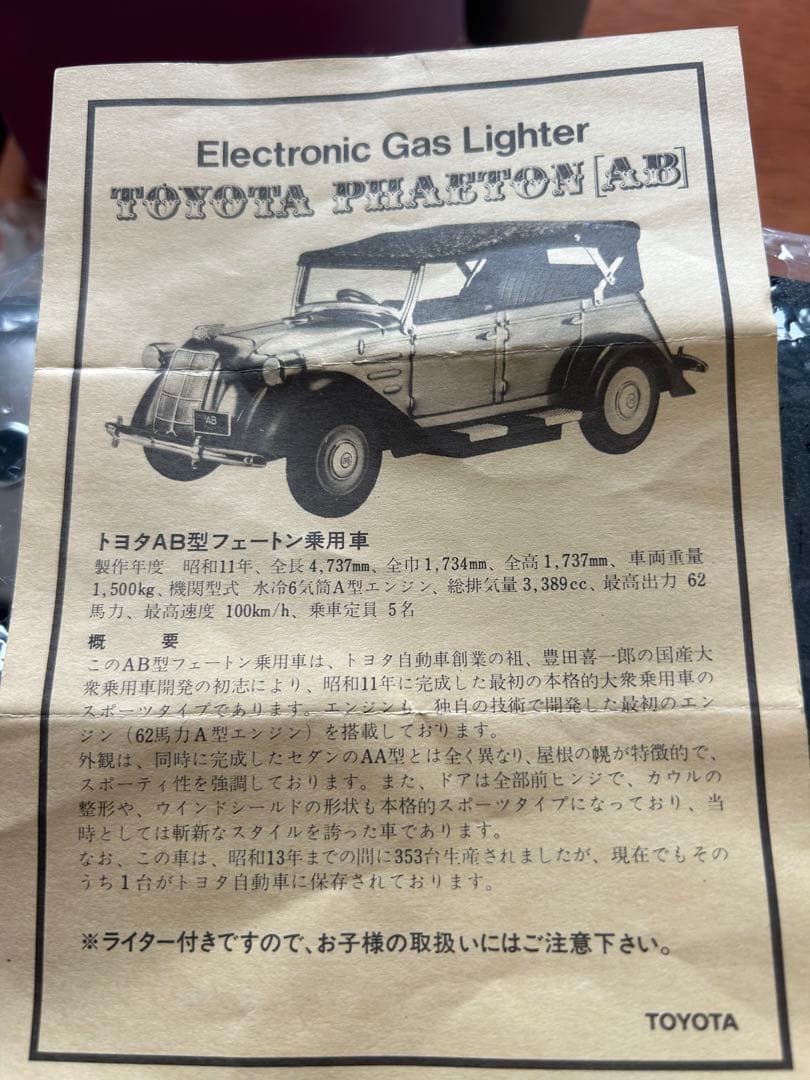 Electronic Gas Lighter
TOYOTA PHAETON [AB]
AB
トヨタAB型フェートン乗用車
製作年度 昭和11年、全長4,737mm、全巾1,734mm、全高1,737mm、車両重量
1,500kg、機関型式 水冷6気筒A型エンジン、総排気量3,389cc、最高出力 62
馬力、最高速度 100km/h、乗車定員 5名
概 要
このAB型フェートン乗用車は、トヨタ自動車創業の祖、豊田喜一郎の国産大
衆乗用車開発の初志により、昭和11年に完成した最初の本格的大衆乗用車の
スポーツタイプであります。エンジンも、独自の技術で開発した最初のエン
ジン（62馬力A型エンジン）を搭載しております。
外観は、同時に完成したセダンのAA型とは全く異なり、屋根の幌が特徴的で、
スポーティ性を強調しております。また、ドアは全部前ヒンジで、カウルの
整形や、ウインドシールドの形状も本格的スポーツタイプになっており、当
時としては斬新なスタイルを誇った車であります。
なお、この車は、昭和13年までの間に353台生産されましたが、現在でもその
うち1台がトヨタ自動車に保存されております。
※ライター付きですので、お子様の取扱いにはご注意下さい。
TOYOTA